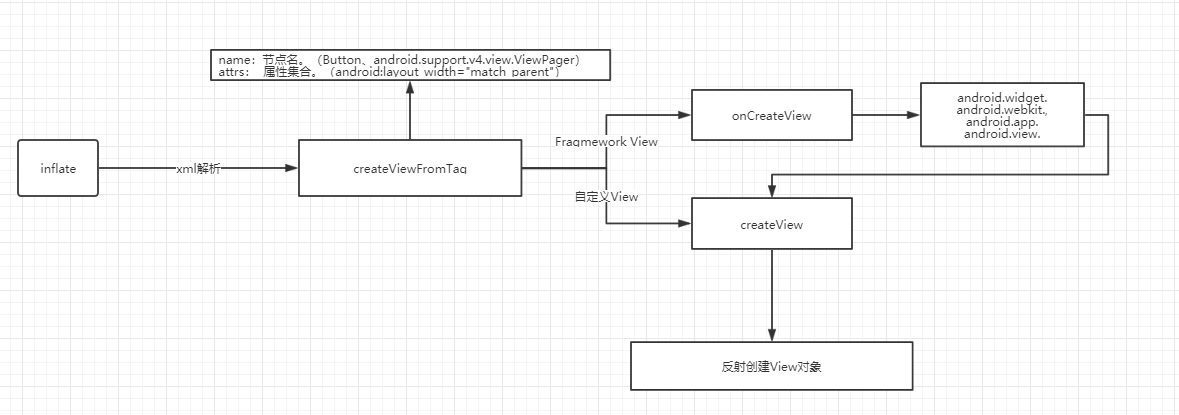 name: 节点名。（Button、android.support.v4.view.ViewPager）
attrs: 属性集合。（android:layout_width="match_parent"）
inflate
xml解析
createViewFromTag
Fragmework View
自定义View
onCreateView
android.widget.
android.webkit.,
android.app.
android.view.
createView
反射创建View对象